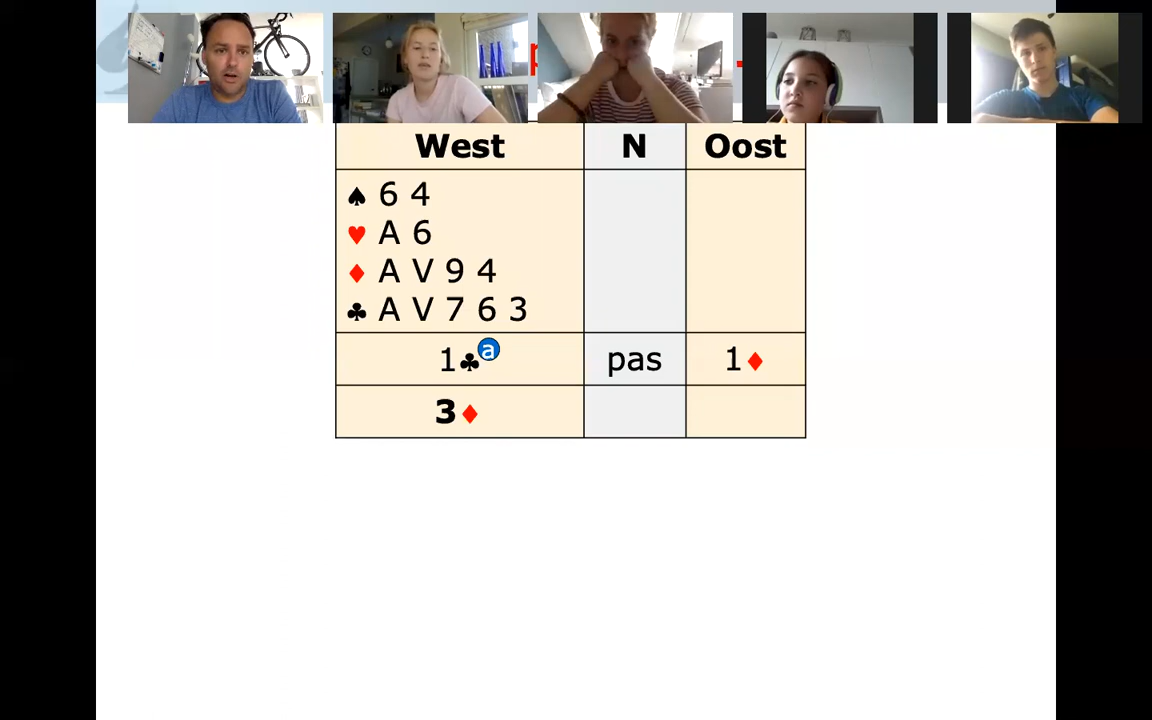 West N Oost
♠ 6 4
♥ A 6
♦ A V 9 4
♣ A V 7 6 3
1♣ a pas 1♦
3♦